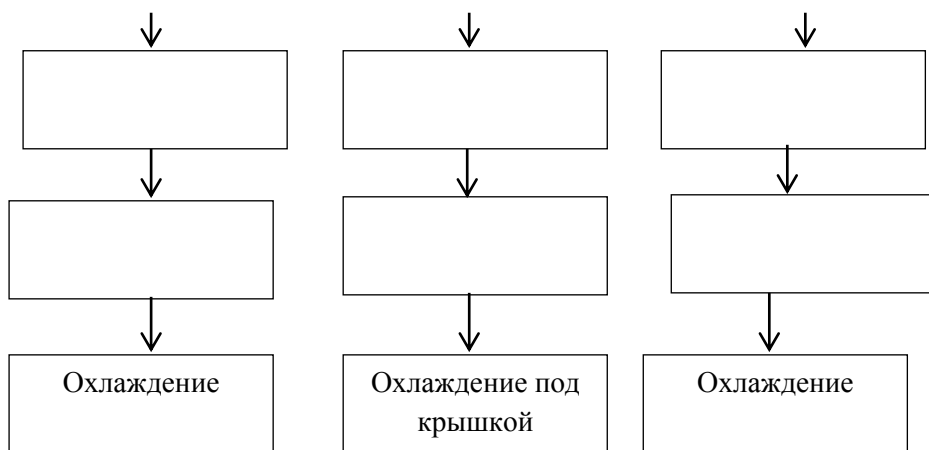 Охлаждение
Охлаждение под
крышкой
Охлаждение